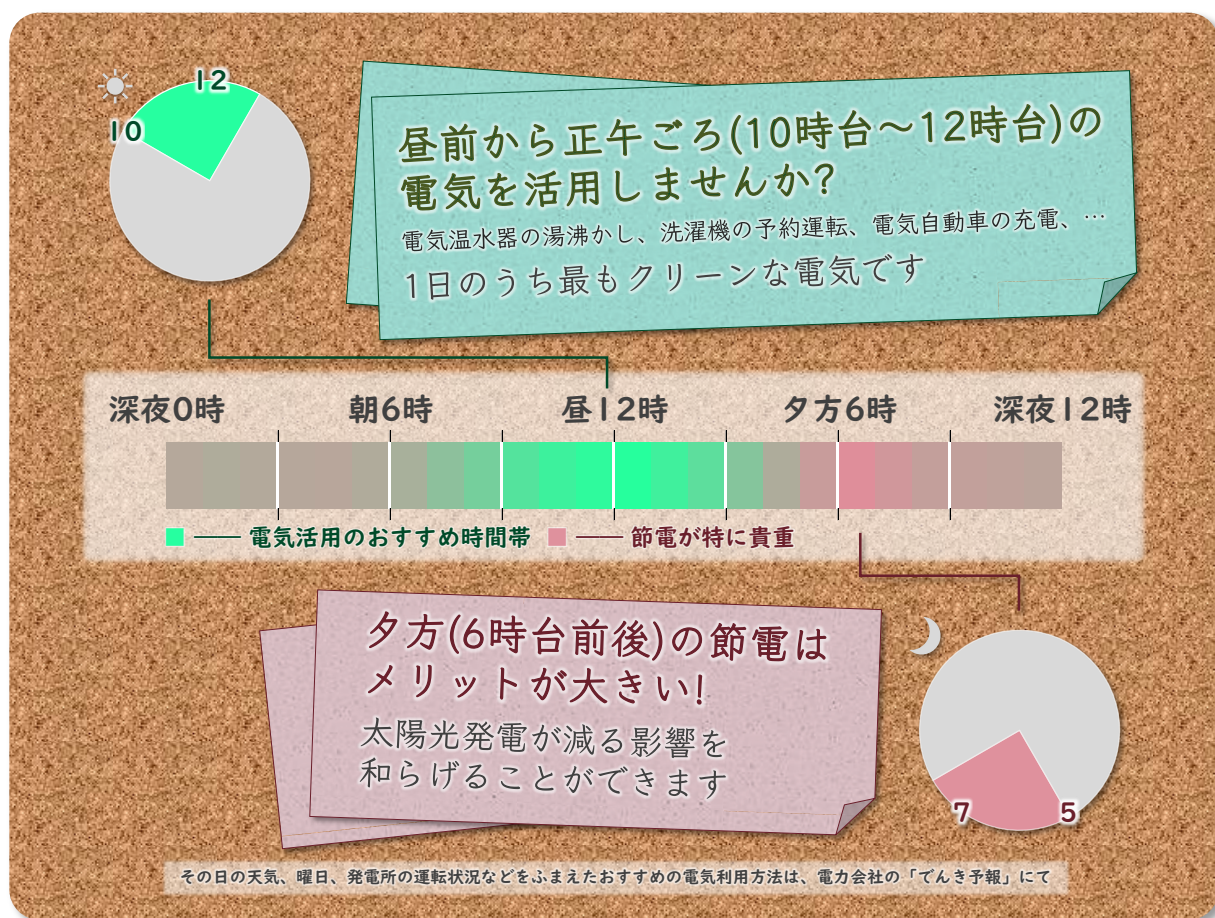 12
10
昼前から正午ごろ(10時台〜12時台)の
電気を活用しませんか?
電気温水器の湯沸かし、洗濯機の予約運転、電気自動車の充電、…
1日のうち最もクリーンな電気です
深夜0時 朝6時 昼12時 夕方6時 深夜12時
電気活用のおすすめ時間帯 節電が特に貴重
夕方(6時台前後)の節電は
メリットが大きい!
太陽光発電が減る影響を
和らげることができます
7 5
その日の天気、曜日、発電所の運転状況などをふまえたおすすめの電気利用方法は、電力会社の「でんき予報」にて